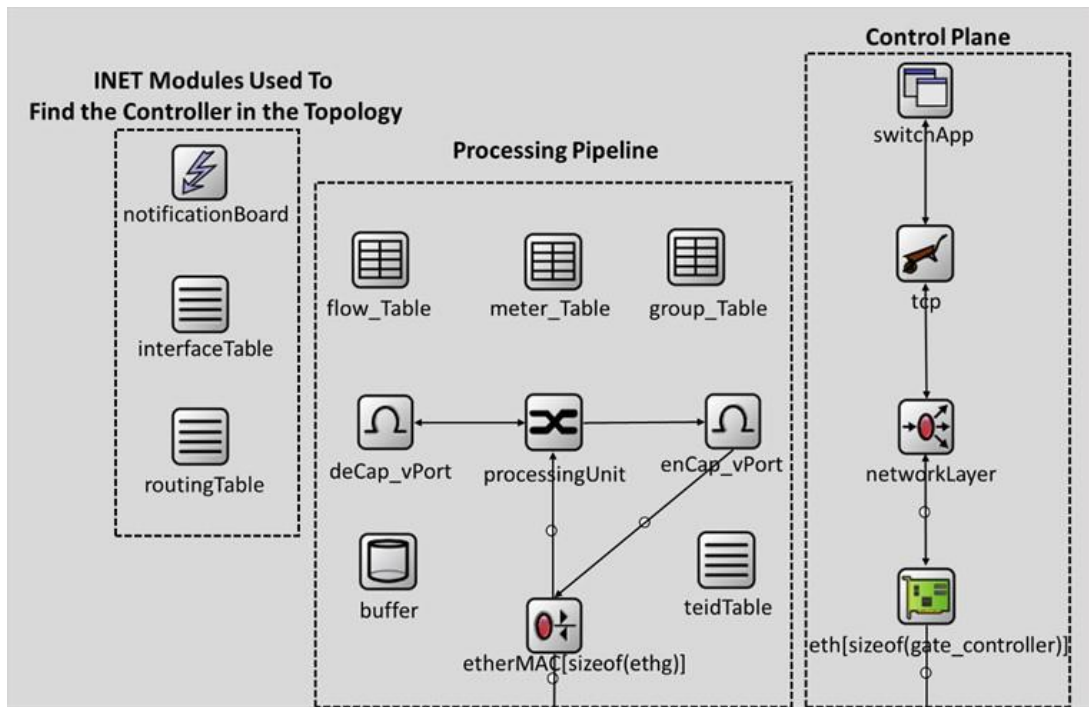 INET Modules Used To
Find the Controller in the Topology
notificationBoard
interfaceTable
routingTable
Processing Pipeline
flow_Table
meter_Table
group_Table
deCap_vPort
processingUnit
enCap_vPort
buffer
teidTable
etherMAC[sizeof(ethg)]
Control Plane
switchApp
tcp
networkLayer
eth[sizeof(gate_controller)]